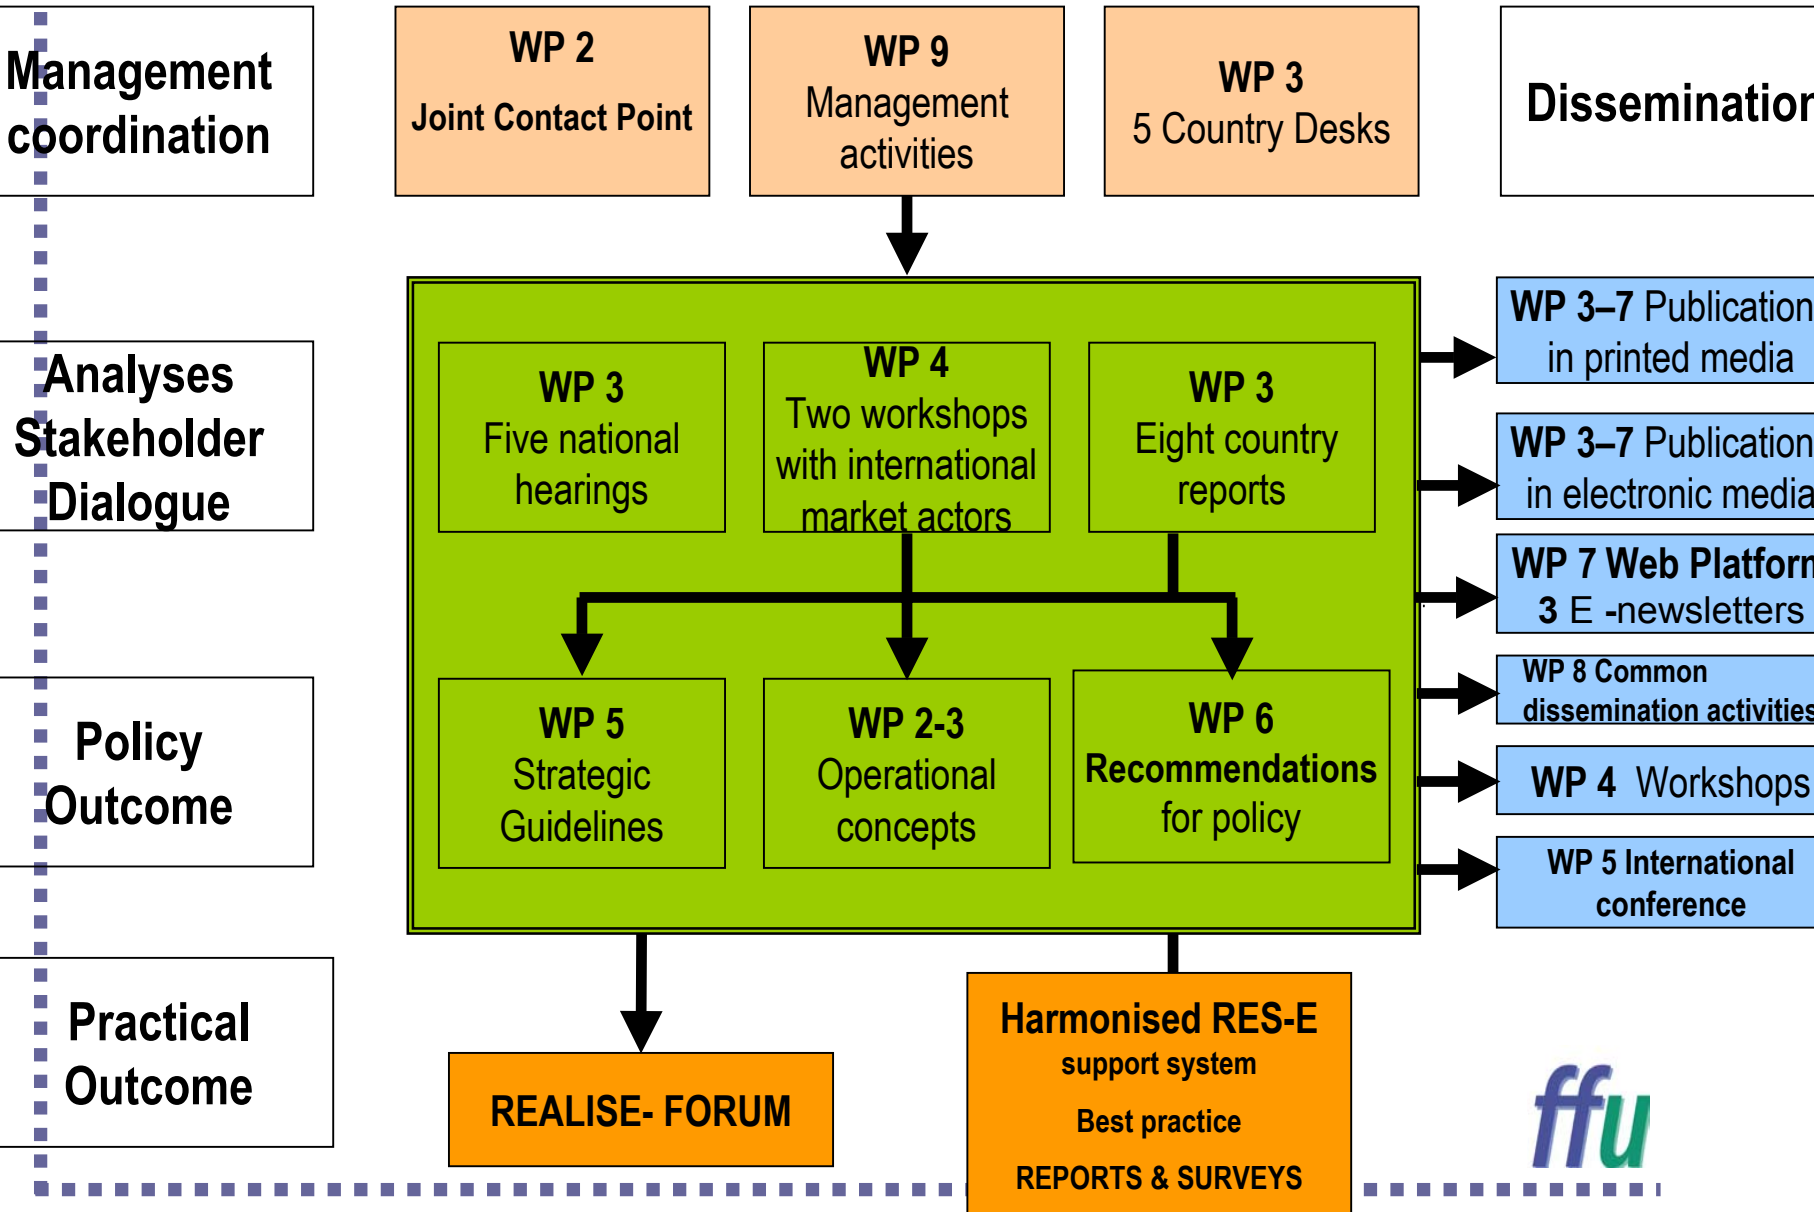 Management
coordination
WP 2
Joint Contact Point
WP 9
Management
activities
WP 3
5 Country Desks
Dissemination
Analyses
Stakeholder
Dialogue
WP 3
Five national
hearings
WP 4
Two workshops
with international
market actors
WP 3
Eight country
reports
WP 3–7 Publication
in printed media
WP 3–7 Publication
in electronic media
WP 7 Web Platform
3 E -newsletters
WP 8 Common
dissemination activities
WP 4 Workshops
WP 5 International
conference
Policy
Outcome
WP 5
Strategic
Guidelines
WP 2-3
Operational
concepts
WP 6
Recommendations
for policy
Practical
Outcome
REALISE- FORUM
Harmonised RES-E
support system
Best practice
REPORTS & SURVEYS
ffu